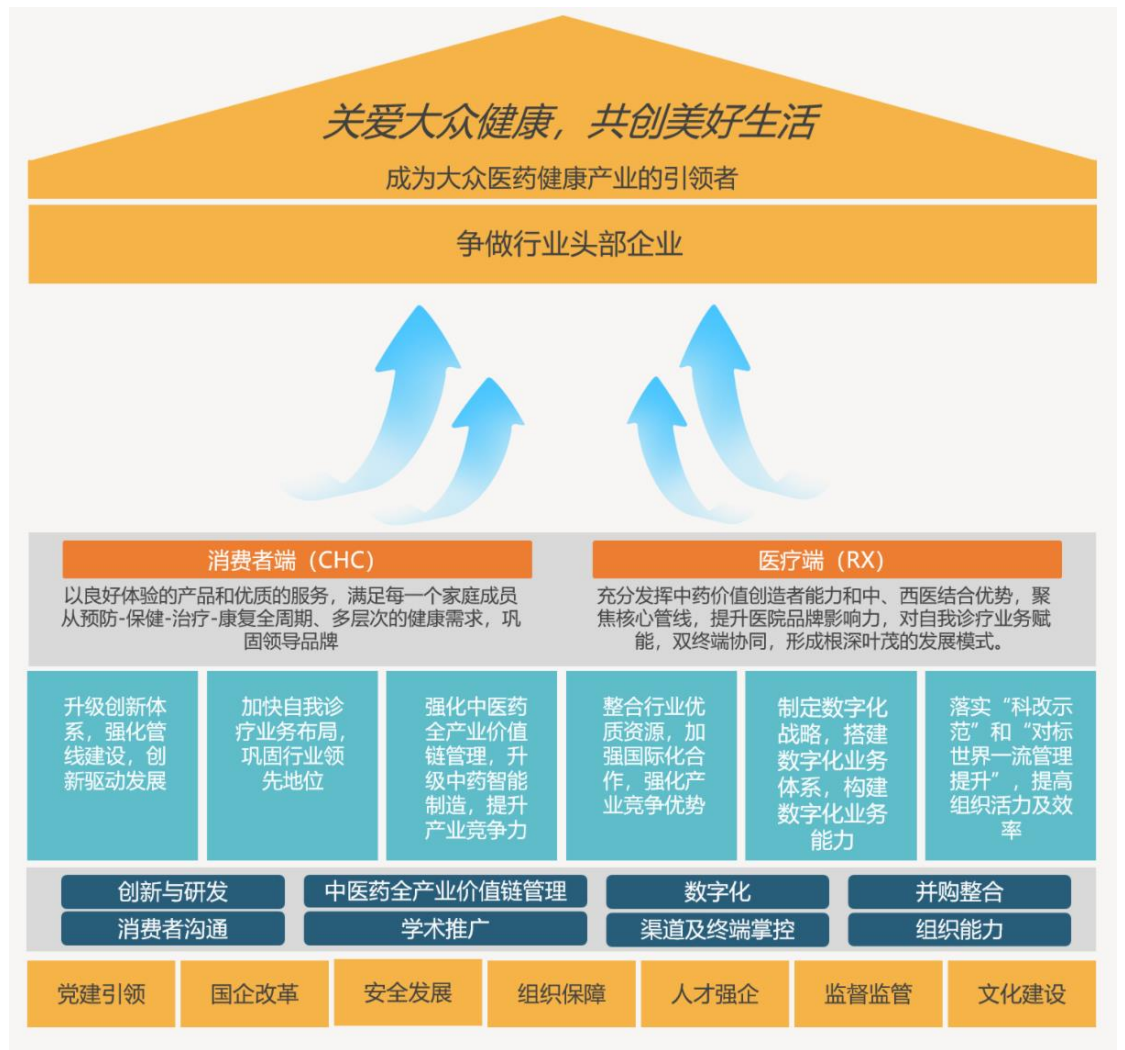 关爱大众健康，共创美好生活
成为大众医药健康产业的引领者
争做行业头部企业
消费者端（CHC）
以良好体验的产品和优质的服务，满足每一个家庭成员
从预防-保健-治疗-康复全周期、多层次的健康需求，巩
固领导品牌
医疗端（RX）
充分发挥中药价值创造者能力和中、西医结合优势，聚
焦核心管线，提升医院品牌影响力，对自我诊疗业务赋
能，双终端协同，形成根深叶茂的发展模式。
升级创新体
系，强化管
线建设，创
新驱动发展
加快自我诊
疗业务布局，
巩固行业领
先地位
强化中医药
全产业价值
链管理，升
级中药智能
制造，提升
产业竞争力
整合行业优
质资源，加
强国际化合
作，强化产
业竞争优势
制定数字化
战略，搭建
数字化业务
体系，构建
数字化业务
能力
落实“科改示
范”和“对标
世界一流管理
提升”，提高
组织活力及效
率
创新与研发
中医药全产业价值链管理
数字化
并购整合
消费者沟通
学术推广
渠道及终端掌控
组织能力
党建引领
国企改革
安全发展
组织保障
人才强企
监督监管
文化建设